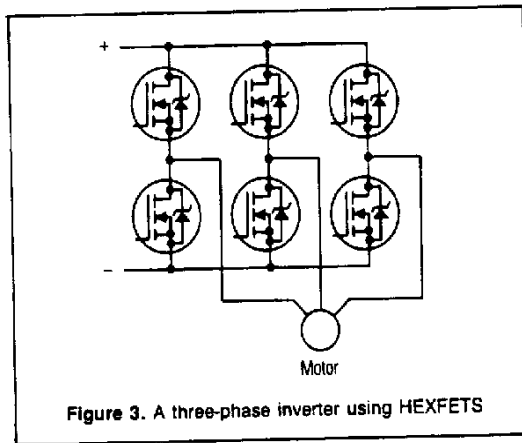 +
−
Motor
Figure 3. A three-phase inverter using HEXFETS